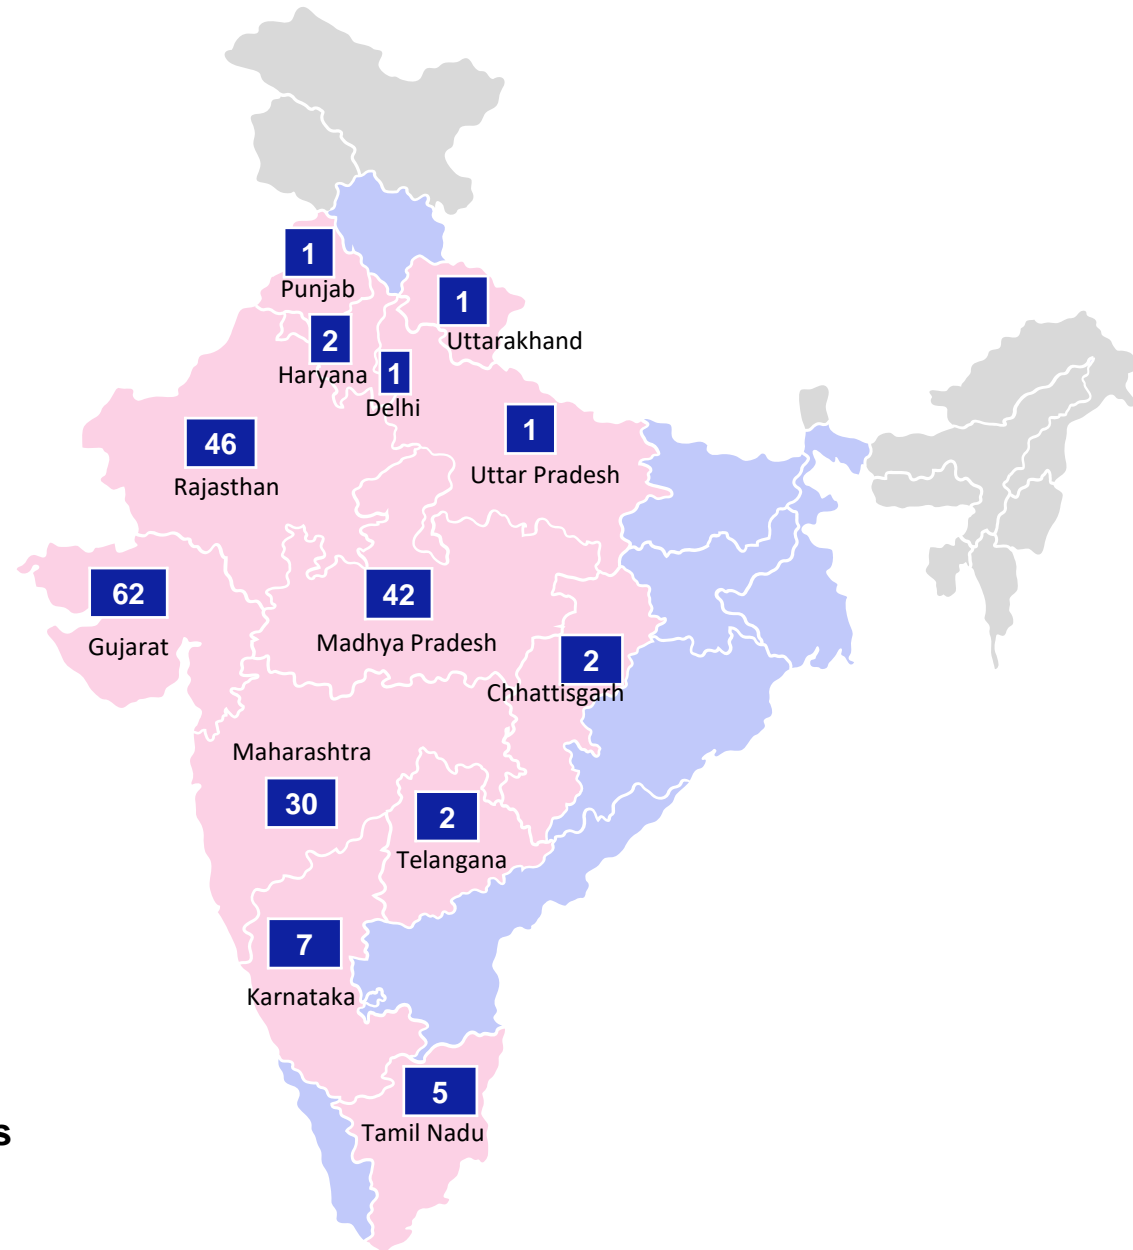 1
Punjab
1
Uttarakhand
2
Haryana
1
Delhi
46
Rajasthan
1
Uttar Pradesh
62
Gujarat
42
Madhya Pradesh
2
Chhattisgarh
Maharashtra
30
2
Telangana
7
Karnataka
5
Tamil Nadu
s